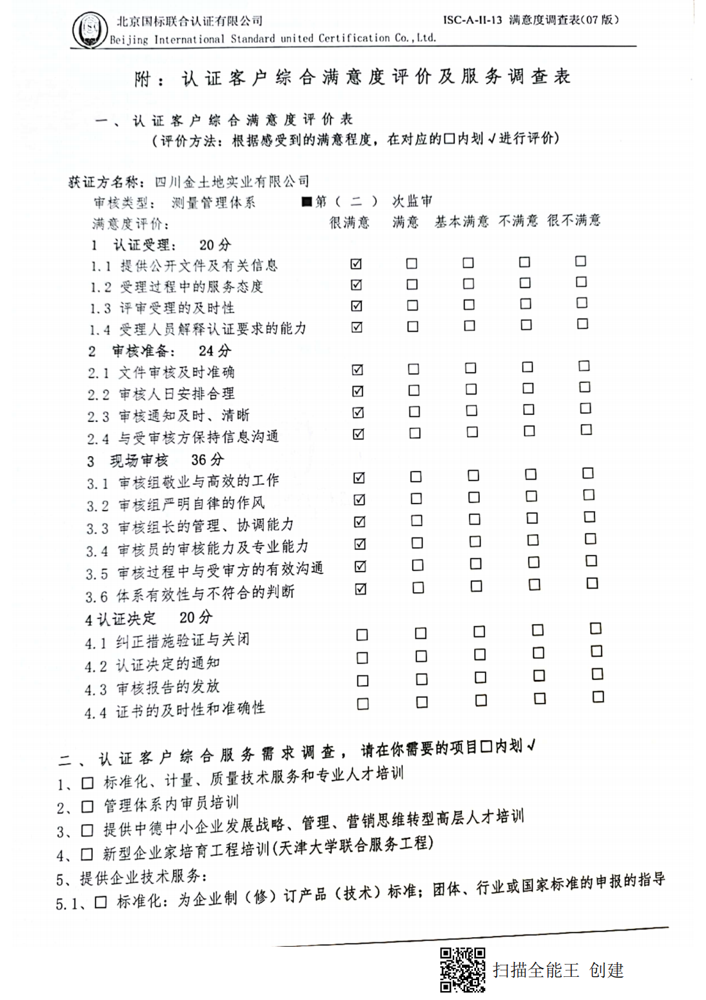 北京国标联合认证有限公司 ISC-A-II-13 满意度调查表(07版)
Beijing International Standard united Certification Co.,Ltd.
附：认证客户综合满意度评价及服务调查表
一、认证客户综合满意度评价表
(评价方法：根据感受到的满意程度，在对应的□内划√进行评价)
获证方名称：四川金土地实业有限公司
审核类型： 测量管理体系 ■第（ 二 ） 次监审
满意度评价： 很满意 满意 基本满意 不满意 很不满意
1 认证受理： 20分
1.1 提供公开文件及有关信息 ☑ □ □ □ □
1.2 受理过程中的服务态度 ☑ □ □ □ □
1.3 评审受理的及时性 ☑ □ □ □ □
1.4 受理人员解释认证要求的能力 ☑ □ □ □ □
2 审核准备： 24分
2.1 文件审核及时准确 ☑ □ □ □ □
2.2 审核人日安排合理 ☑ □ □ □ □
2.3 审核通知及时、清晰 ☑ □ □ □ □
2.4 与受审核方保持信息沟通 ☑ □ □ □ □
3 现场审核 36分
3.1 审核组敬业与高效的工作 ☑ □ □ □ □
3.2 审核组严明自律的作风 ☑ □ □ □ □
3.3 审核组长的管理、协调能力 ☑ □ □ □ □
3.4 审核员的审核能力及专业能力 ☑ □ □ □ □
3.5 审核过程中与受审方的有效沟通 ☑ □ □ □ □
3.6 体系有效性与不符合的判断 ☑ □ □ □ □
4认证决定 20分
4.1 纠正措施验证与关闭 □ □ □ □ □
4.2 认证决定的通知 □ □ □ □ □
4.3 审核报告的发放 □ □ □ □ □
4.4 证书的及时性和准确性 □ □ □ □ □
二、认证客户综合服务需求调查，请在你需要的项目□内划√
1、□ 标准化、计量、质量技术服务和专业人才培训
2、□ 管理体系内审员培训
3、□ 提供中德中小企业发展战略、管理、营销思维转型高层人才培训
4、□ 新型企业家培育工程培训(天津大学联合服务工程)
5、提供企业技术服务：
5.1、□ 标准化：为企业制（修）订产品（技术）标准；团体、行业或国家标准的申报的指导
扫描全能王 创建